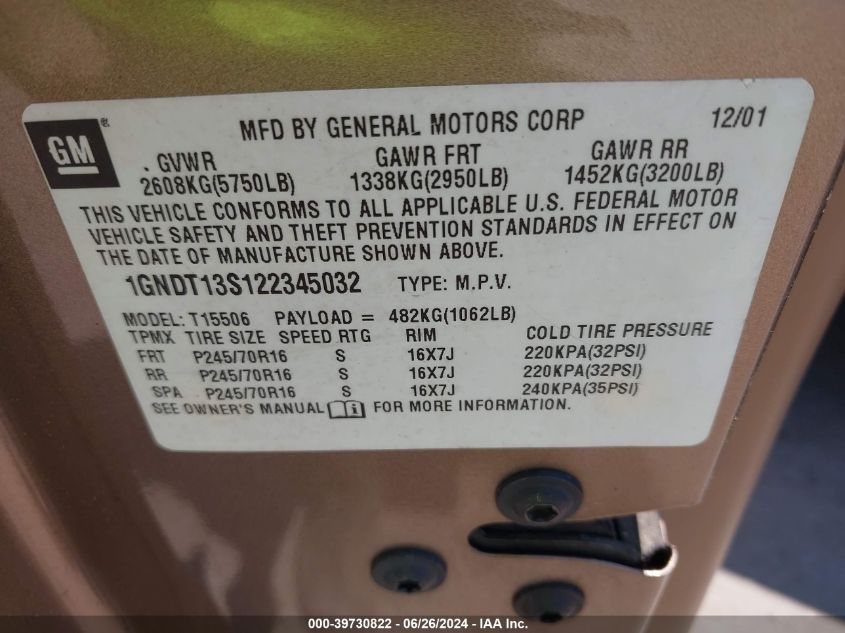 GM® MFD BY GENERAL MOTORS CORP 12/01
GVWR GAWR FRT GAWR RR
2608KG(5750LB) 1338KG(2950LB) 1452KG(3200LB)
THIS VEHICLE CONFORMS TO ALL APPLICABLE U.S. FEDERAL MOTOR
VEHICLE SAFETY AND THEFT PREVENTION STANDARDS IN EFFECT ON
THE DATE OF MANUFACTURE SHOWN ABOVE.
1GNDT13S122345032 TYPE: M.P.V.
MODEL: T15506 PAYLOAD = 482KG(1062LB)
TPMX TIRE SIZE SPEED RTG RIM COLD TIRE PRESSURE
FRT P245/70R16 S 16X7J 220KPA(32PSI)
RR P245/70R16 S 16X7J 220KPA(32PSI)
SPA P245/70R16 S 16X7J 240KPA(35PSI)
SEE OWNER'S MANUAL i FOR MORE INFORMATION.
000-39730822 - 06/26/2024 - IAA Inc.